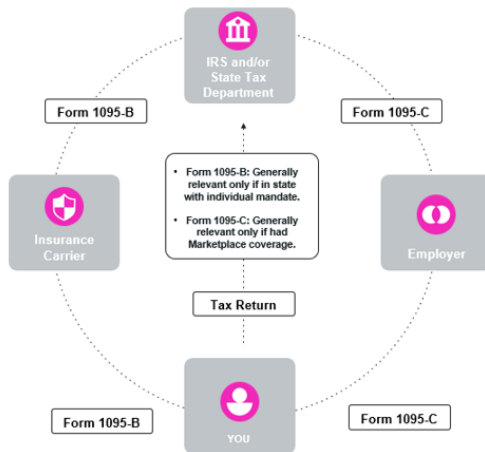 IRS and/or
State Tax
Department
Form 1095-B
Form 1095-C
• Form 1095-B: Generally
relevant only if in state
with individual mandate.
• Form 1095-C: Generally
relevant only if had
Marketplace coverage.
Insurance
Carrier
Employer
Tax Return
Form 1095-B
Form 1095-C
YOU